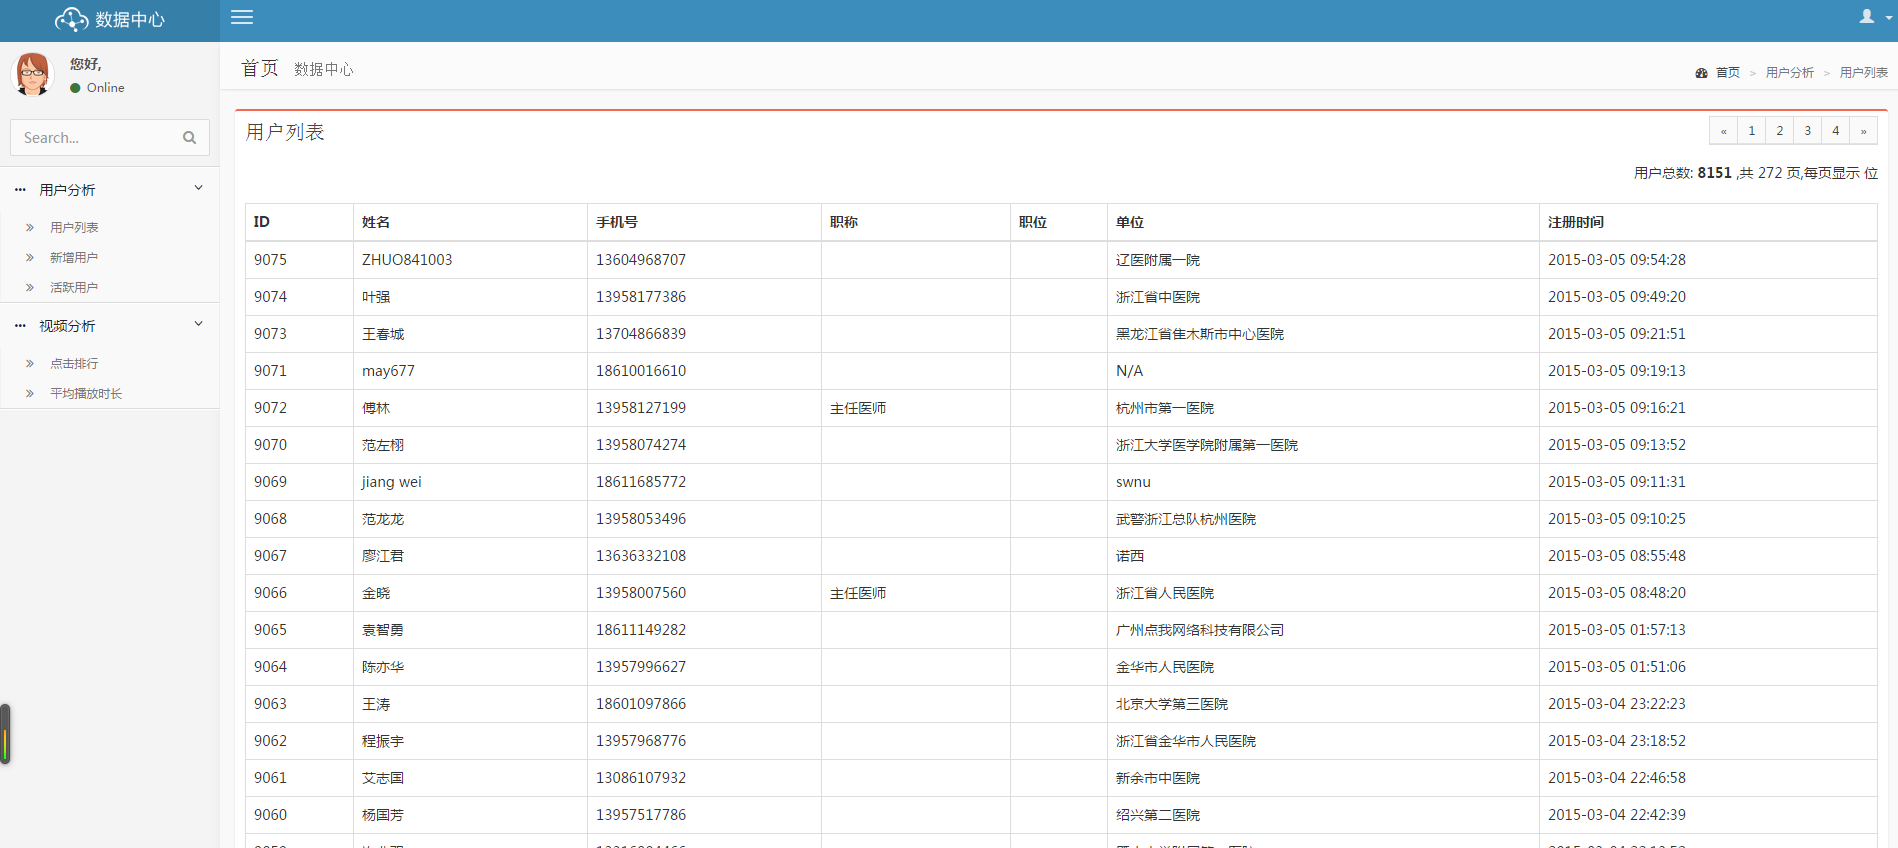 数据中心
您好,
Online
Search...
用户分析
用户列表
新增用户
活跃用户
视频分析
点击排行
平均播放时长
首页 数据中心
首页 > 用户分析 > 用户列表
用户列表
« 1 2 3 4 »
用户总数: 8151 ,共 272 页,每页显示 位
ID 姓名 手机号 职称 职位 单位 注册时间
9075 ZHUO841003 13604968707 辽医附属一院 2015-03-05 09:54:28
9074 叶强 13958177386 浙江省中医院 2015-03-05 09:49:20
9073 王春城 13704866839 黑龙江省隹木斯市中心医院 2015-03-05 09:21:51
9071 may677 18610016610 N/A 2015-03-05 09:19:13
9072 傅林 13958127199 主任医师 杭州市第一医院 2015-03-05 09:16:21
9070 范左栩 13958074274 浙江大学医学院附属第一医院 2015-03-05 09:13:52
9069 jiang wei 18611685772 swnu 2015-03-05 09:11:31
9068 范龙龙 13958053496 武警浙江总队杭州医院 2015-03-05 09:10:25
9067 廖江君 13636332108 诺西 2015-03-05 08:55:48
9066 金晓 13958007560 主任医师 浙江省人民医院 2015-03-05 08:48:20
9065 袁智勇 18611149282 广州点我网络科技有限公司 2015-03-05 01:57:13
9064 陈亦华 13957996627 金华市人民医院 2015-03-05 01:51:06
9063 王涛 18601097866 北京大学第三医院 2015-03-04 23:22:23
9062 程振宇 13957968776 浙江省金华市人民医院 2015-03-04 23:18:52
9061 艾志国 13086107932 新余市中医院 2015-03-04 22:46:58
9060 杨国芳 13957517786 绍兴第二医院 2015-03-04 22:42:39